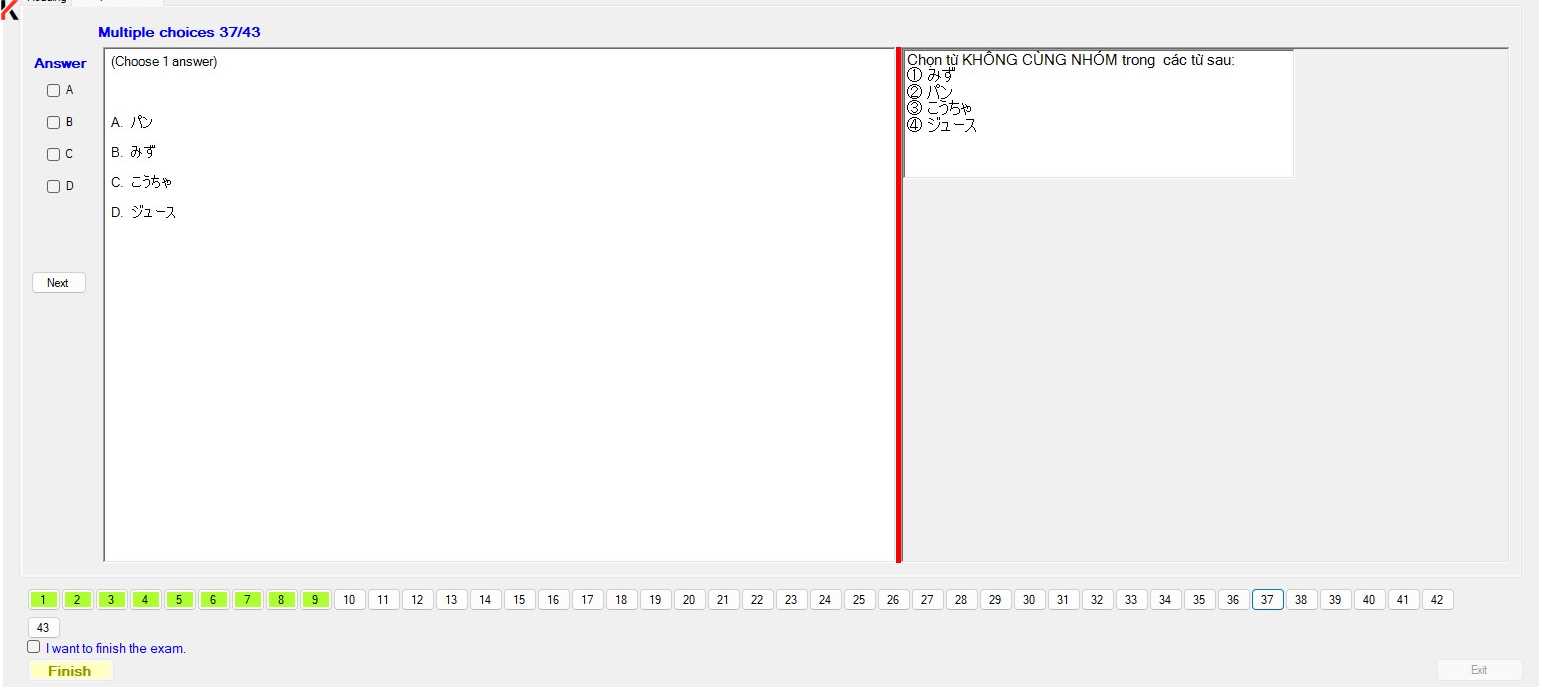 Multiple choices 37/43
Answer
A
B
C
D
Next
(Choose 1 answer)
A. パン
B. みず
C. こうちゃ
D. ジュース
Chọn từ KHÔNG CÙNG NHÓM trong các từ sau:
① みず
② パン
③ こうちゃ
④ ジュース
1 2 3 4 5 6 7 8 9 10 11 12 13 14 15 16 17 18 19 20 21 22 23 24 25 26 27 28 29 30 31 32 33 34 35 36 37 38 39 40 41 42
43
I want to finish the exam.
Finish
Exit